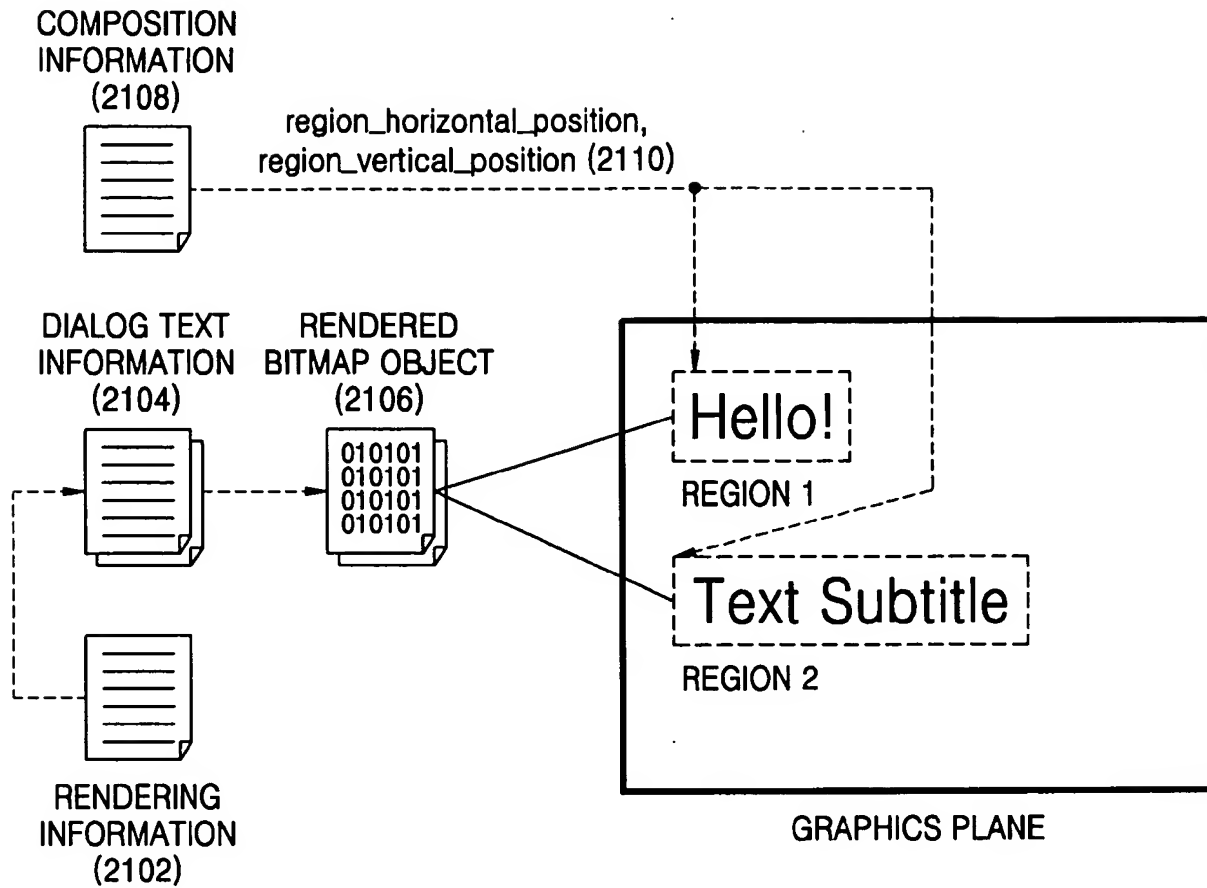 COMPOSITION
INFORMATION
(2108)
region_horizontal_position,
region_vertical_position (2110)
DIALOG TEXT
INFORMATION
(2104)
RENDERED
BITMAP OBJECT
(2106)
010101
010101
010101
010101
Hello!
REGION 1
Text Subtitle
REGION 2
RENDERING
INFORMATION
(2102)
GRAPHICS PLANE